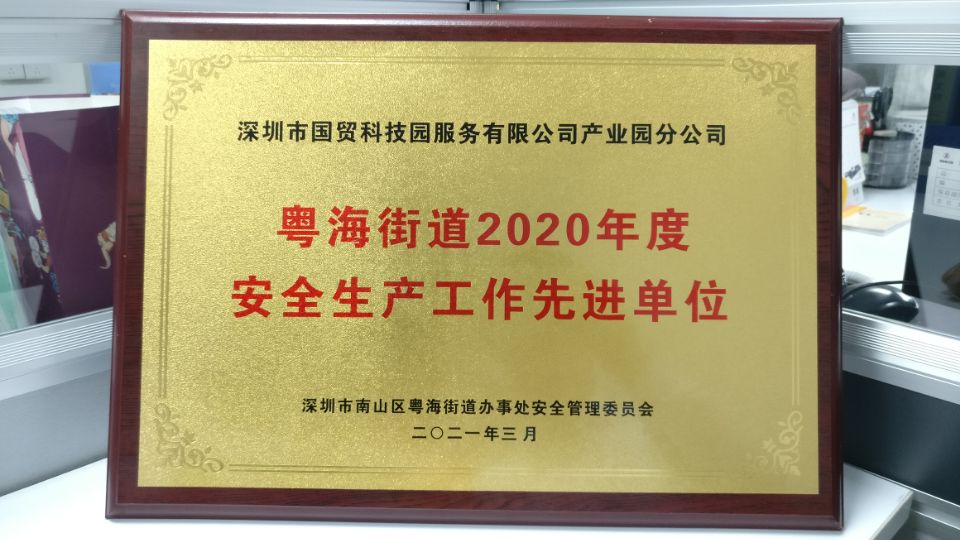 深圳市国贸科技园服务有限公司产业园分公司
粤海街道2020年度
安全生产工作先进单位
深圳市南山区粤海街道办事处安全管理委员会
二〇二一年三月